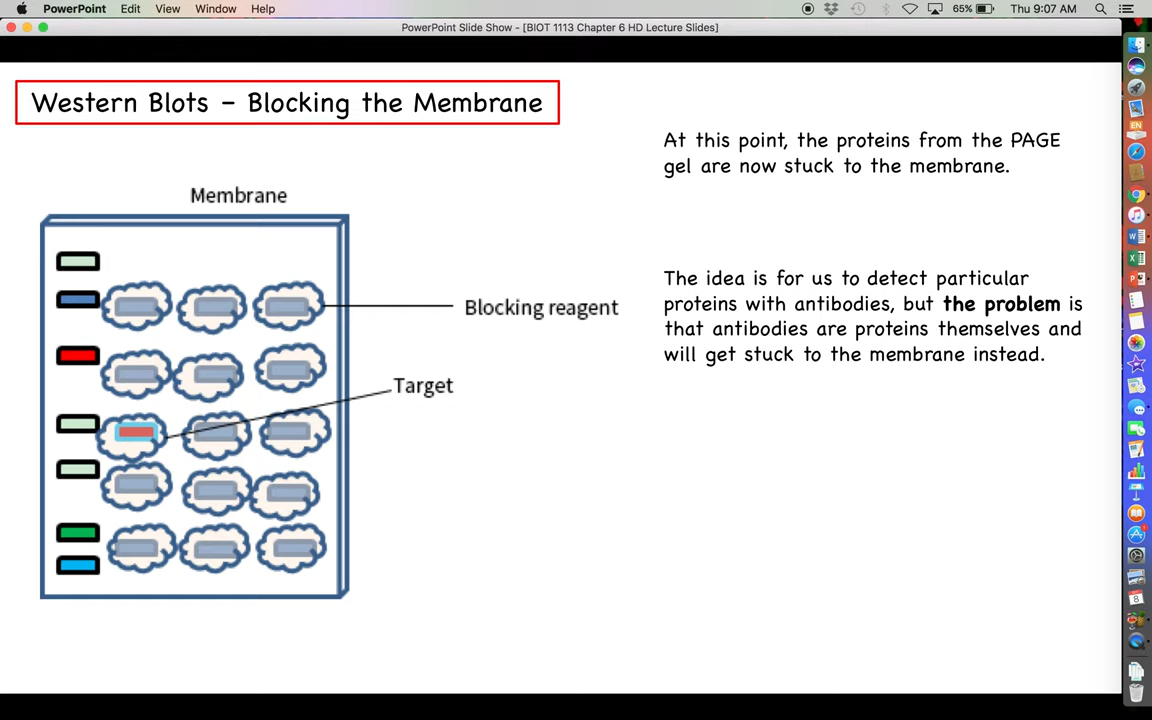 PowerPoint Edit View Window Help 65% Thu 9:07 AM
PowerPoint Slide Show - [BIOT 1113 Chapter 6 HD Lecture Slides]
Western Blots – Blocking the Membrane
At this point, the proteins from the PAGE
gel are now stuck to the membrane.
Membrane
The idea is for us to detect particular
proteins with antibodies, but the problem is
that antibodies are proteins themselves and
will get stuck to the membrane instead.
Blocking reagent
Target
EN
8